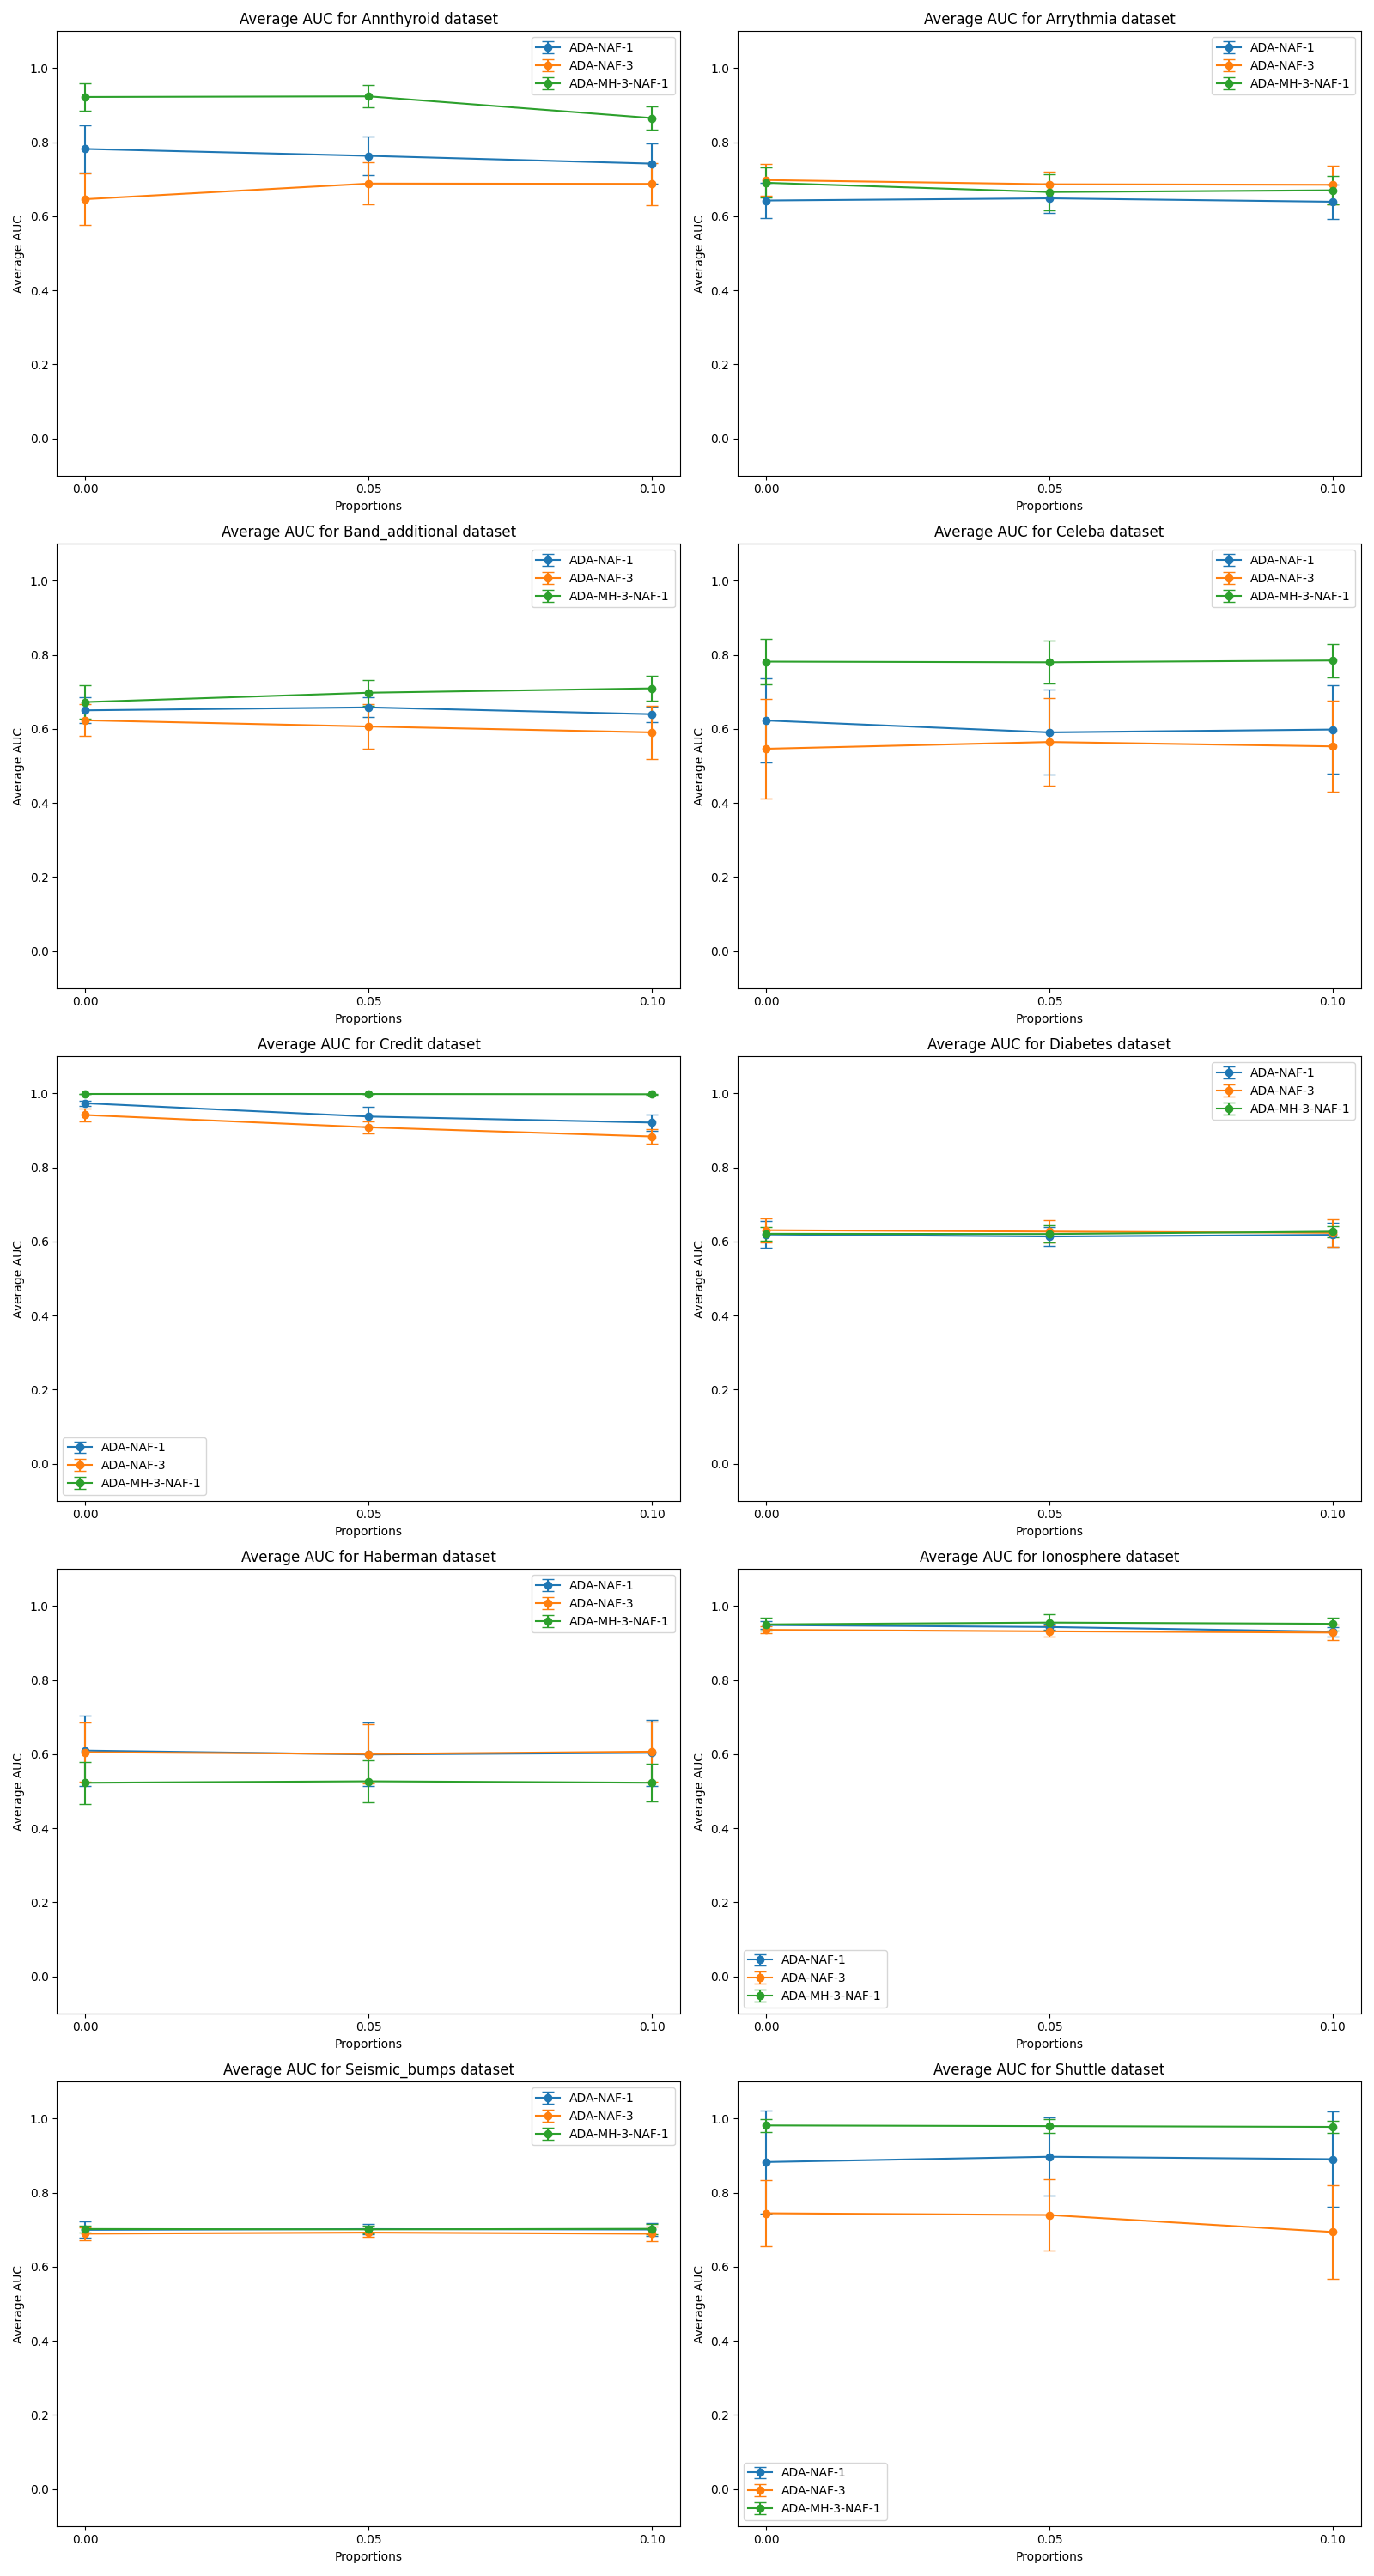 Average AUC for Annthyroid dataset
ADA-NAF-1
ADA-NAF-3
ADA-MH-3-NAF-1
1.0
0.8
0.6
0.4
0.2
0.0
Average AUC
0.00
0.05
0.10
Proportions
Average AUC for Arrythmia dataset
ADA-NAF-1
ADA-NAF-3
ADA-MH-3-NAF-1
1.0
0.8
0.6
0.4
0.2
0.0
Average AUC
0.00
0.05
0.10
Proportions
Average AUC for Band_additional dataset
ADA-NAF-1
ADA-NAF-3
ADA-MH-3-NAF-1
1.0
0.8
0.6
0.4
0.2
0.0
Average AUC
0.00
0.05
0.10
Proportions
Average AUC for Celeba dataset
ADA-NAF-1
ADA-NAF-3
ADA-MH-3-NAF-1
1.0
0.8
0.6
0.4
0.2
0.0
Average AUC
0.00
0.05
0.10
Proportions
Average AUC for Credit dataset
1.0
0.8
0.6
0.4
0.2
0.0
Average AUC
ADA-NAF-1
ADA-NAF-3
ADA-MH-3-NAF-1
0.00
0.05
0.10
Proportions
Average AUC for Diabetes dataset
ADA-NAF-1
ADA-NAF-3
ADA-MH-3-NAF-1
1.0
0.8
0.6
0.4
0.2
0.0
Average AUC
0.00
0.05
0.10
Proportions
Average AUC for Haberman dataset
ADA-NAF-1
ADA-NAF-3
ADA-MH-3-NAF-1
1.0
0.8
0.6
0.4
0.2
0.0
Average AUC
0.00
0.05
0.10
Proportions
Average AUC for Ionosphere dataset
1.0
0.8
0.6
0.4
0.2
0.0
Average AUC
ADA-NAF-1
ADA-NAF-3
ADA-MH-3-NAF-1
0.00
0.05
0.10
Proportions
Average AUC for Seismic_bumps dataset
ADA-NAF-1
ADA-NAF-3
ADA-MH-3-NAF-1
1.0
0.8
0.6
0.4
0.2
0.0
Average AUC
0.00
0.05
0.10
Proportions
Average AUC for Shuttle dataset
1.0
0.8
0.6
0.4
0.2
0.0
Average AUC
ADA-NAF-1
ADA-NAF-3
ADA-MH-3-NAF-1
0.00
0.05
0.10
Proportions